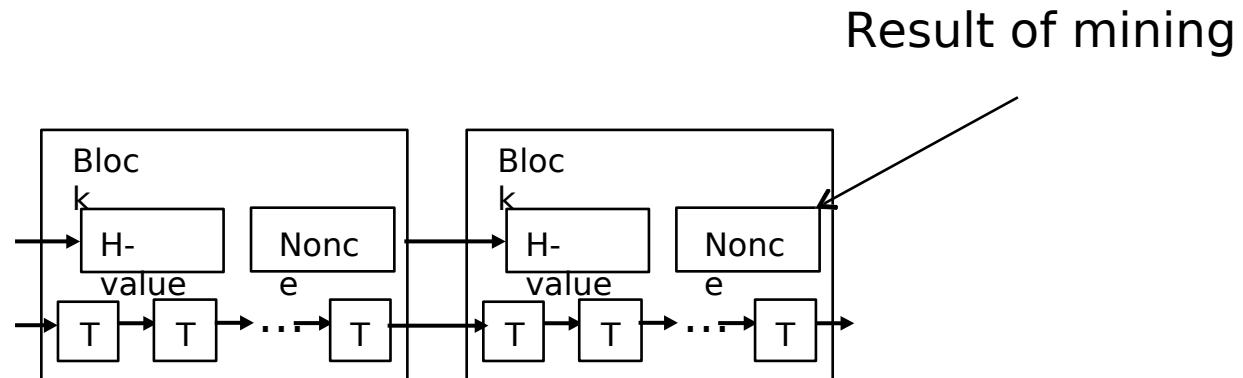 Result of mining
Bloc
k
H-
value
Nonc
e
T T ... T
Bloc
k
H-
value
Nonc
e
T T ... T